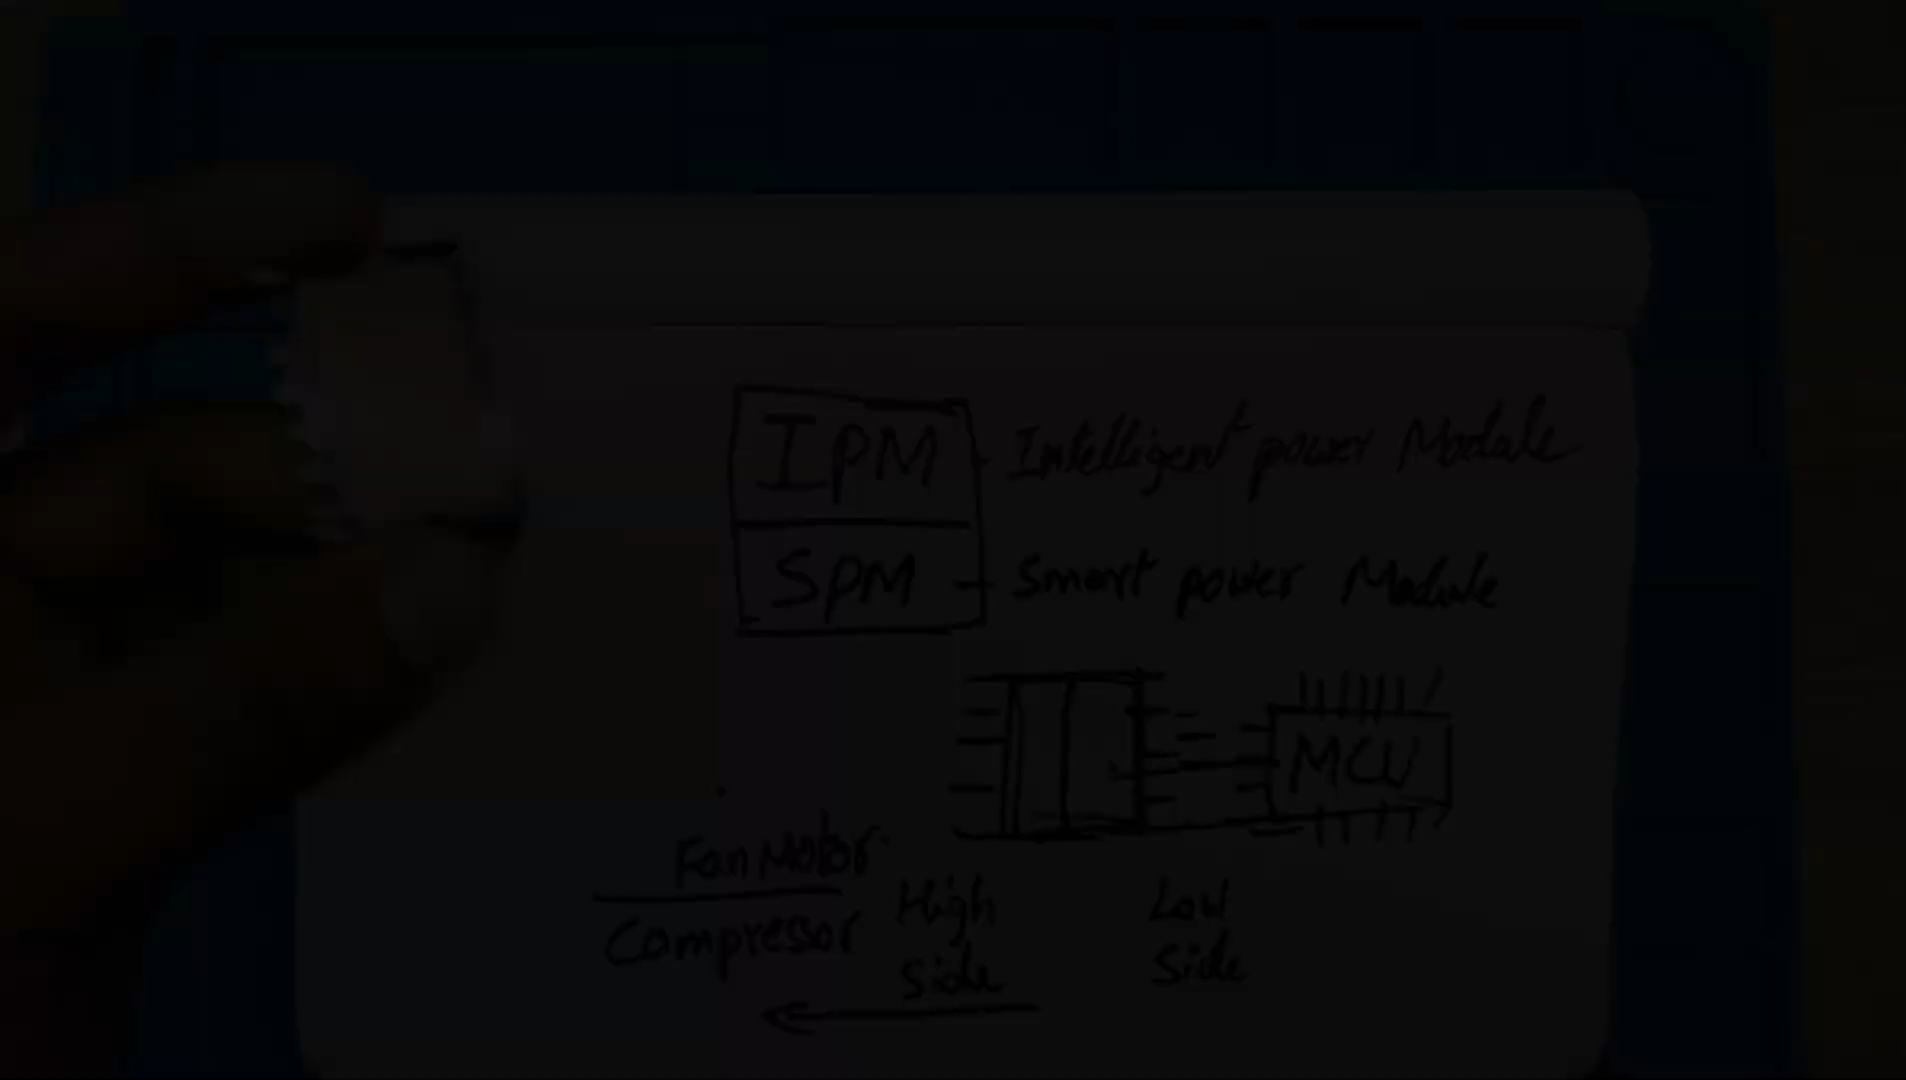 IPM - Intelligent power Module
SPM - Smart power Module
MCU
Fan Motor
Compressor
High
Side
Low
Side